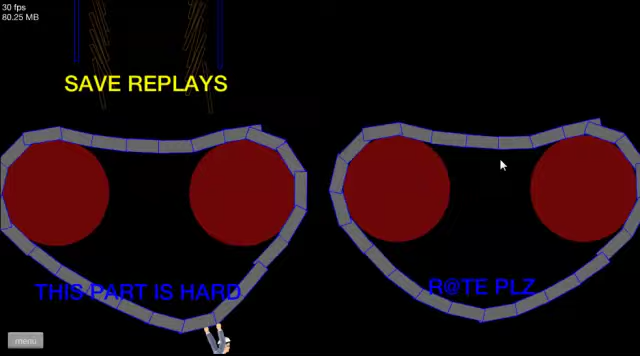 30 fps
80.25 MB
SAVE REPLAYS
THIS PART IS HARD
R@TE PLZ
menu